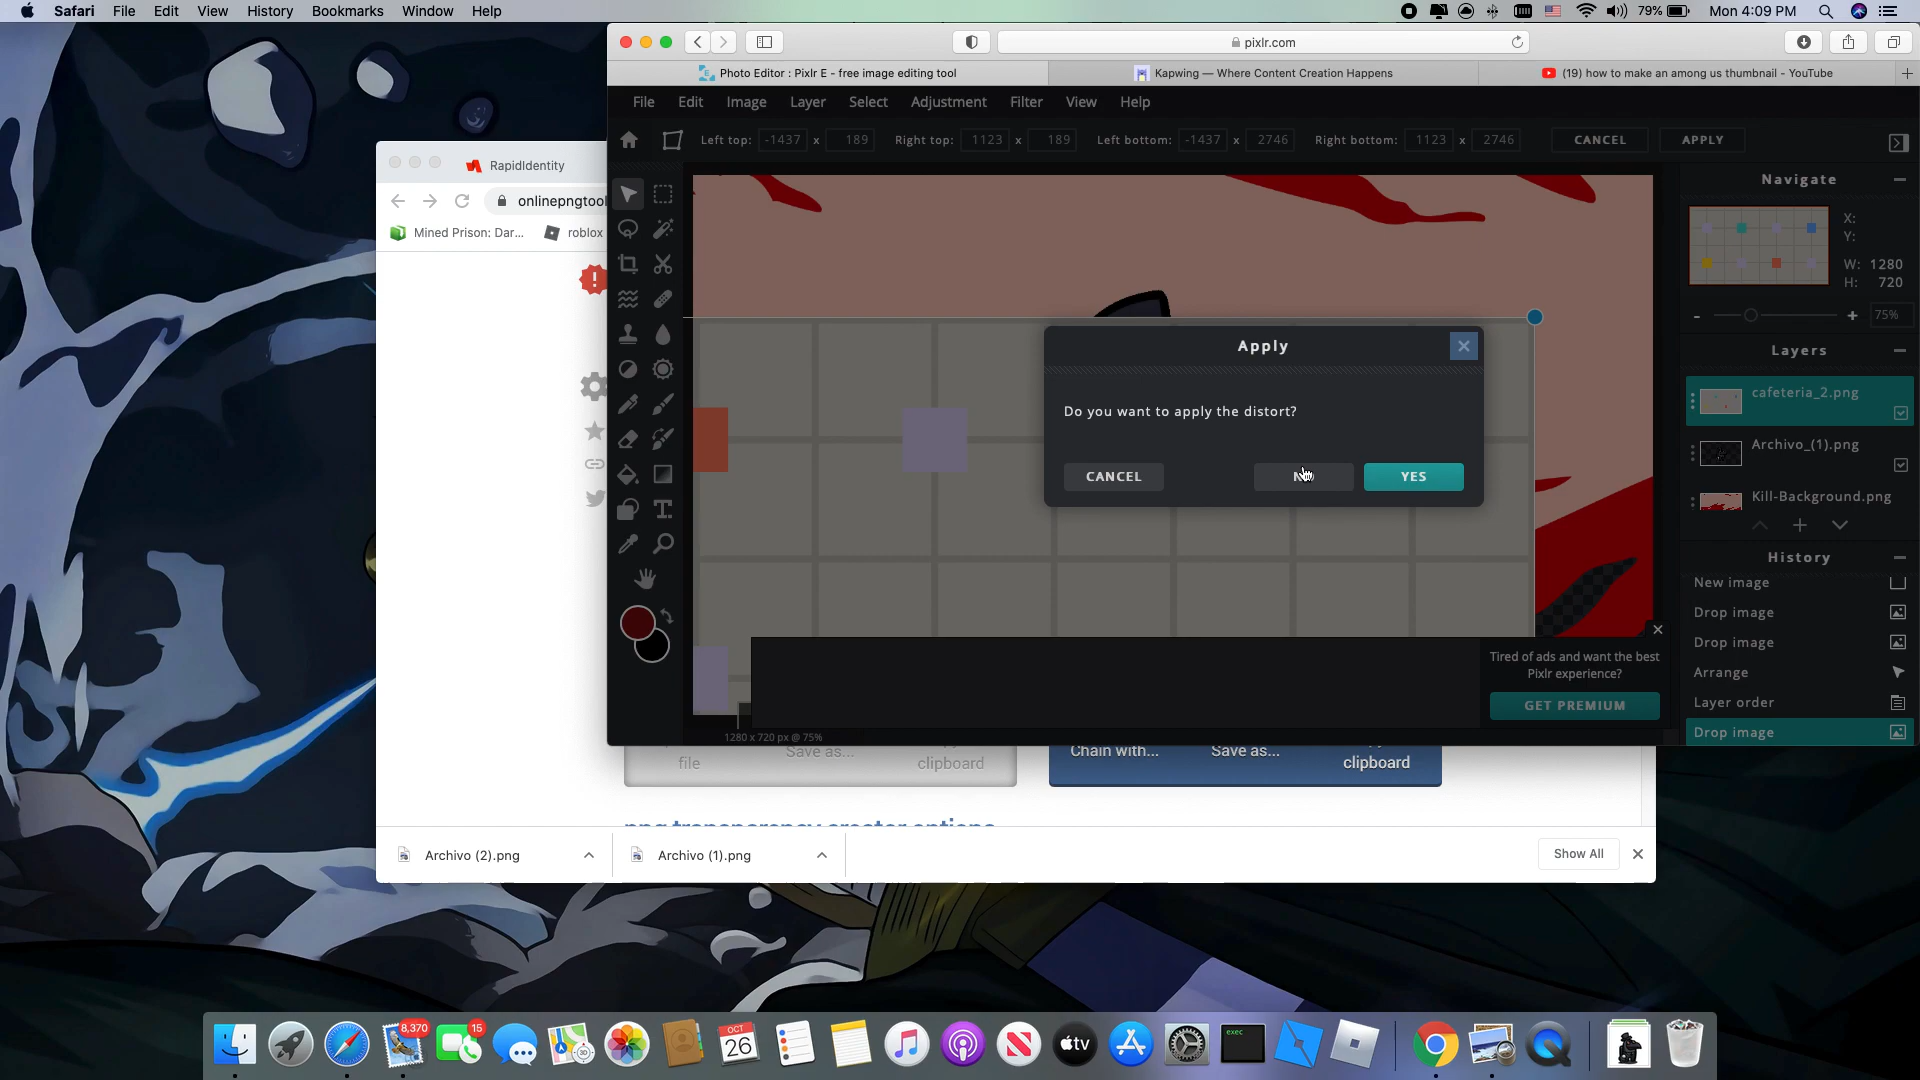 Safari File Edit View History Bookmarks Window Help 79% Mon 4:09 PM
pixlr.com
Photo Editor : Pixlr E - free image editing tool
Kapwing — Where Content Creation Happens
(19) how to make an among us thumbnail - YouTube
File Edit Image Layer Select Adjustment Filter View Help
Left top: -1437 x 189 Right top: 1123 x 189 Left bottom: -1437 x 2746 Right bottom: 1123 x 2746 CANCEL APPLY
RapidIdentity
onlinepngtool
Mined Prison: Dar... roblox
Navigate
X:
Y:
W: 1280
H: 720
- + 75%
Layers
cafeteria_2.png
Archivo_(1).png
Kill-Background.png
History
New image
Drop image
Drop image
Arrange
Layer order
Drop image
Apply
Do you want to apply the distort?
CANCEL
YES
Tired of ads and want the best
Pixlr experience?
GET PREMIUM
1280 x 720 px @ 75%
file
Save as...
clipboard
Chain with...
Save as...
clipboard
png transparency creator options
Archivo (2).png
Archivo (1).png
Show All
8,370
15
OCT
26
tv
exec